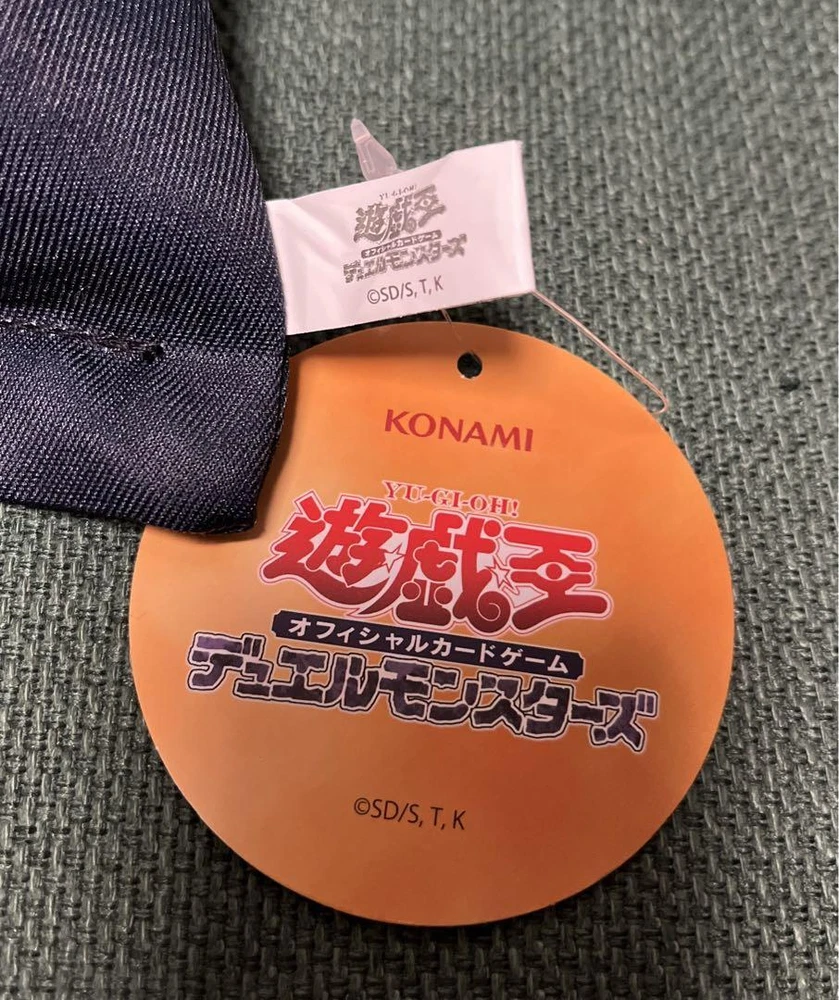 YU-GI-OH!
遊戯王
オフィシャルカードゲーム
デュエルモンスターズ
©SD/S, T, K
KONAMI
YU-GI-OH!
遊戯王
オフィシャルカードゲーム
デュエルモンスターズ
©SD/S, T, K